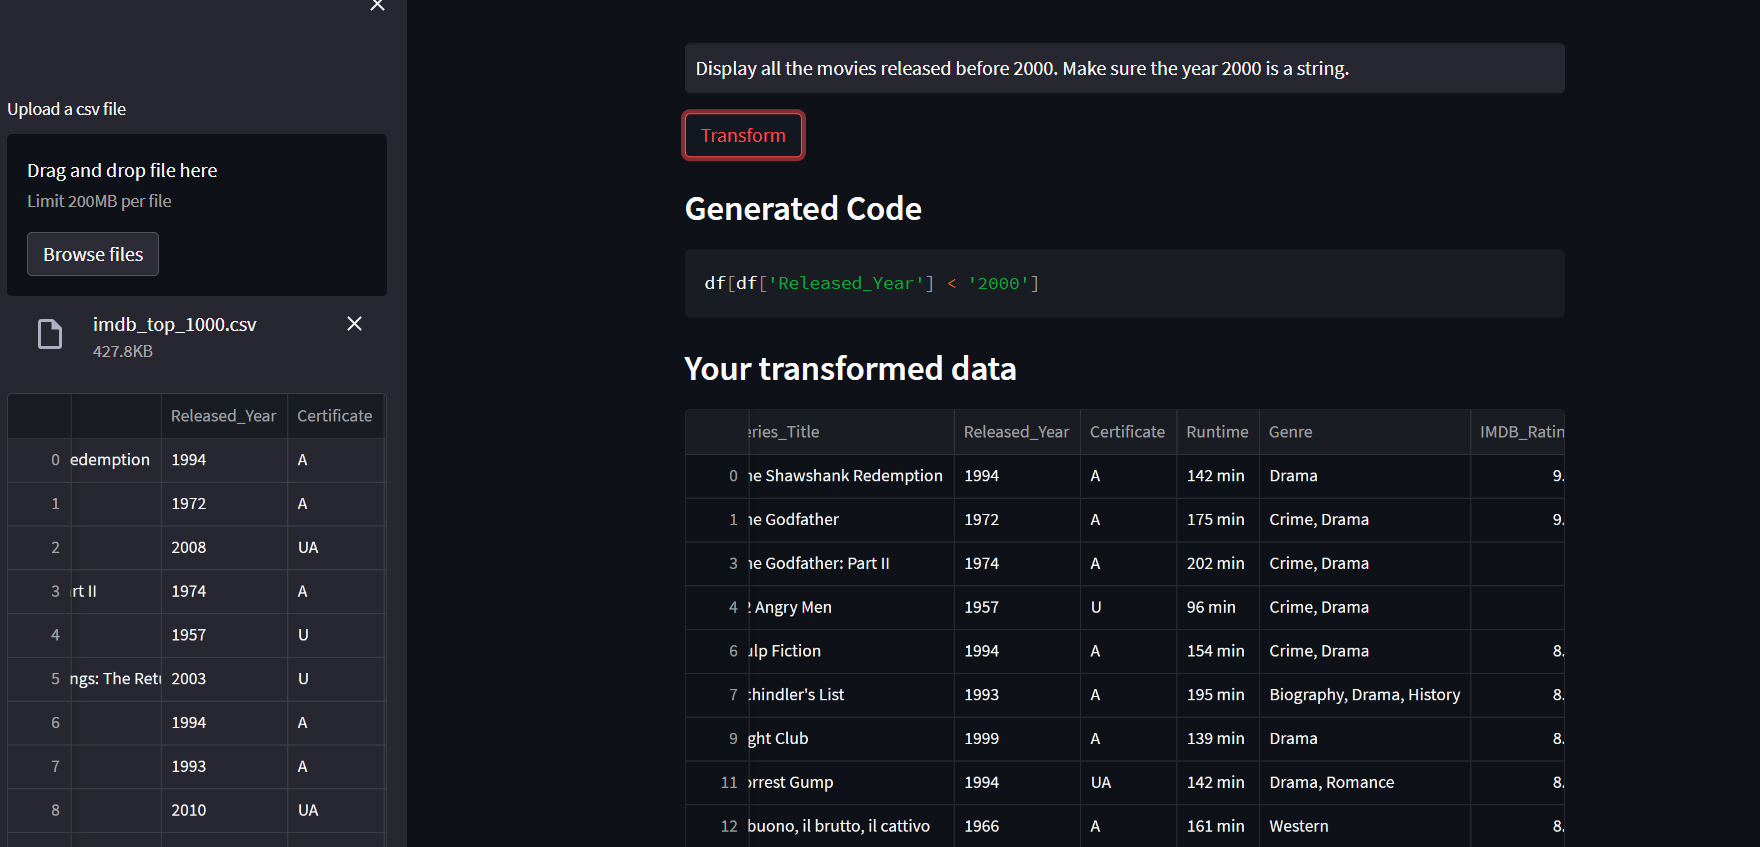 Upload a csv file
Drag and drop file here
Limit 200MB per file
Browse files
imdb_top_1000.csv
427.8KB
Released_Year Certificate
0 edemption 1994 A
1 1972 A
2 2008 UA
3 rt II 1974 A
4 1957 U
5 ngs: The Retu 2003 U
6 1994 A
7 1993 A
8 2010 UA
Display all the movies released before 2000. Make sure the year 2000 is a string.
Transform
Generated Code
df[df['Released_Year'] < '2000']
Your transformed data
eries_Title Released_Year Certificate Runtime Genre IMDB_Ratin
0 he Shawshank Redemption 1994 A 142 min Drama 9.
1 he Godfather 1972 A 175 min Crime, Drama 9.
3 he Godfather: Part II 1974 A 202 min Crime, Drama
4 2 Angry Men 1957 U 96 min Crime, Drama
6 ulp Fiction 1994 A 154 min Crime, Drama 8.
7 chindler's List 1993 A 195 min Biography, Drama, History 8.
9 ght Club 1999 A 139 min Drama 8.
11 orrest Gump 1994 UA 142 min Drama, Romance 8.
12 buono, il brutto, il cattivo 1966 A 161 min Western 8.